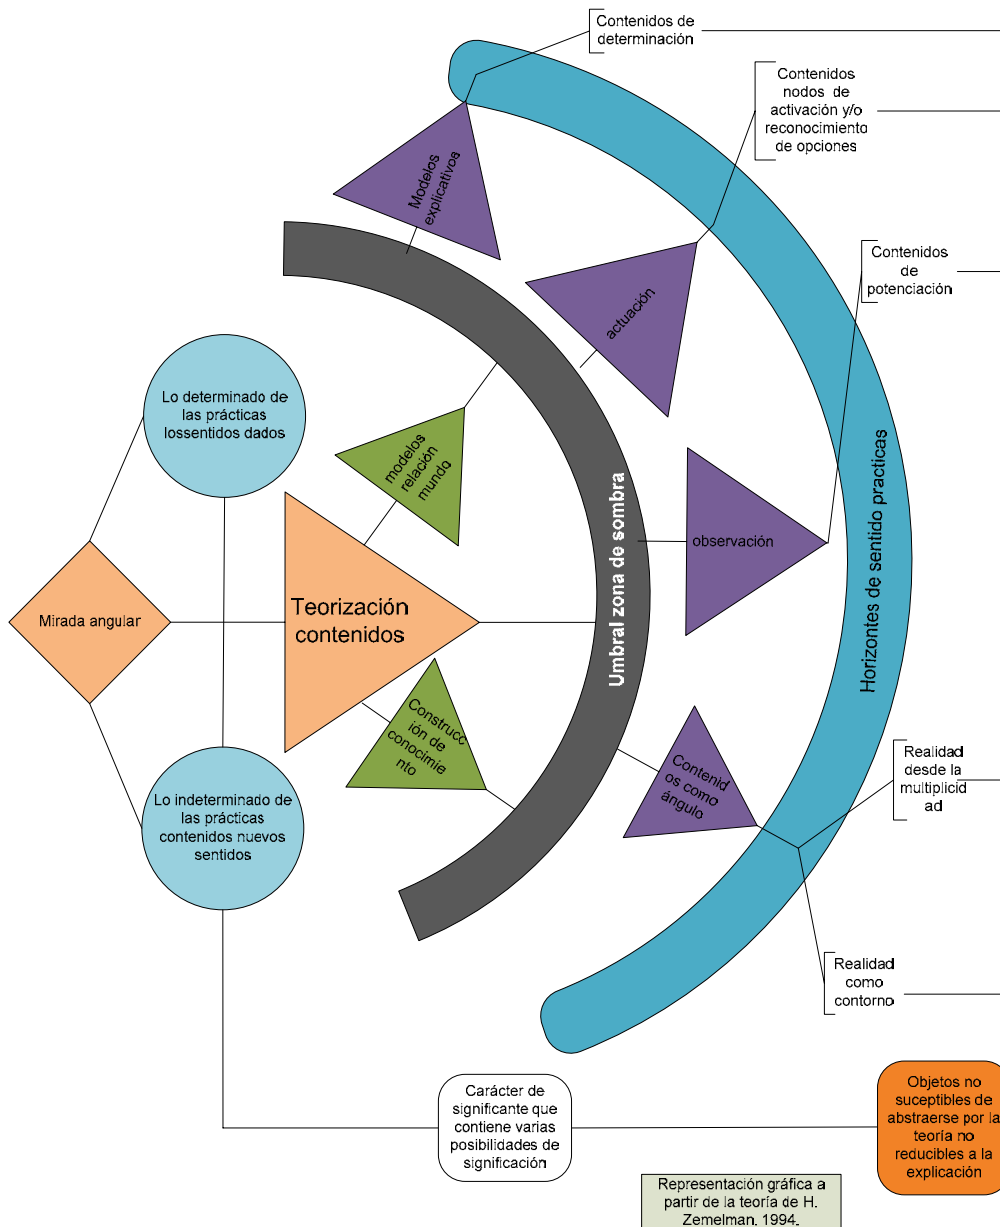 Contenidos de
determinación
Contenidos
nodos de
activación y/o
reconocimiento
de opciones
Modelos
explicativos
Contenidos
de
potenciación
actuación
Lo determinado de
las prácticas
lossentidos dados
modelos
relación
mundo
Umbral zona de sombra
observación
Horizontes de sentido practicas
Mirada angular
Teorización
contenidos
Construcc
ión de
conocimie
nto
Contenid
os como
ángulo
Realidad
desde la
multiplicid
ad
Lo indeterminado de
las prácticas
contenidos nuevos
sentidos
Realidad
como
contorno
Carácter de
significante que
contiene varias
posibilidades de
significación
Objetos no
suceptibles de
abstraerse por la
teoría no
reducibles a la
explicación
Representación gráfica a
partir de la teoría de H.
Zemelman, 1994.